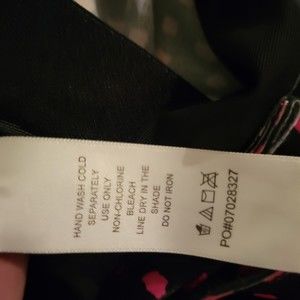 HAND WASH COLD
SEPARATELY
USE ONLY
NON-CHLORINE
BLEACH
LINE DRY IN THE
SHADE
DO NOT IRON
PO#07028327